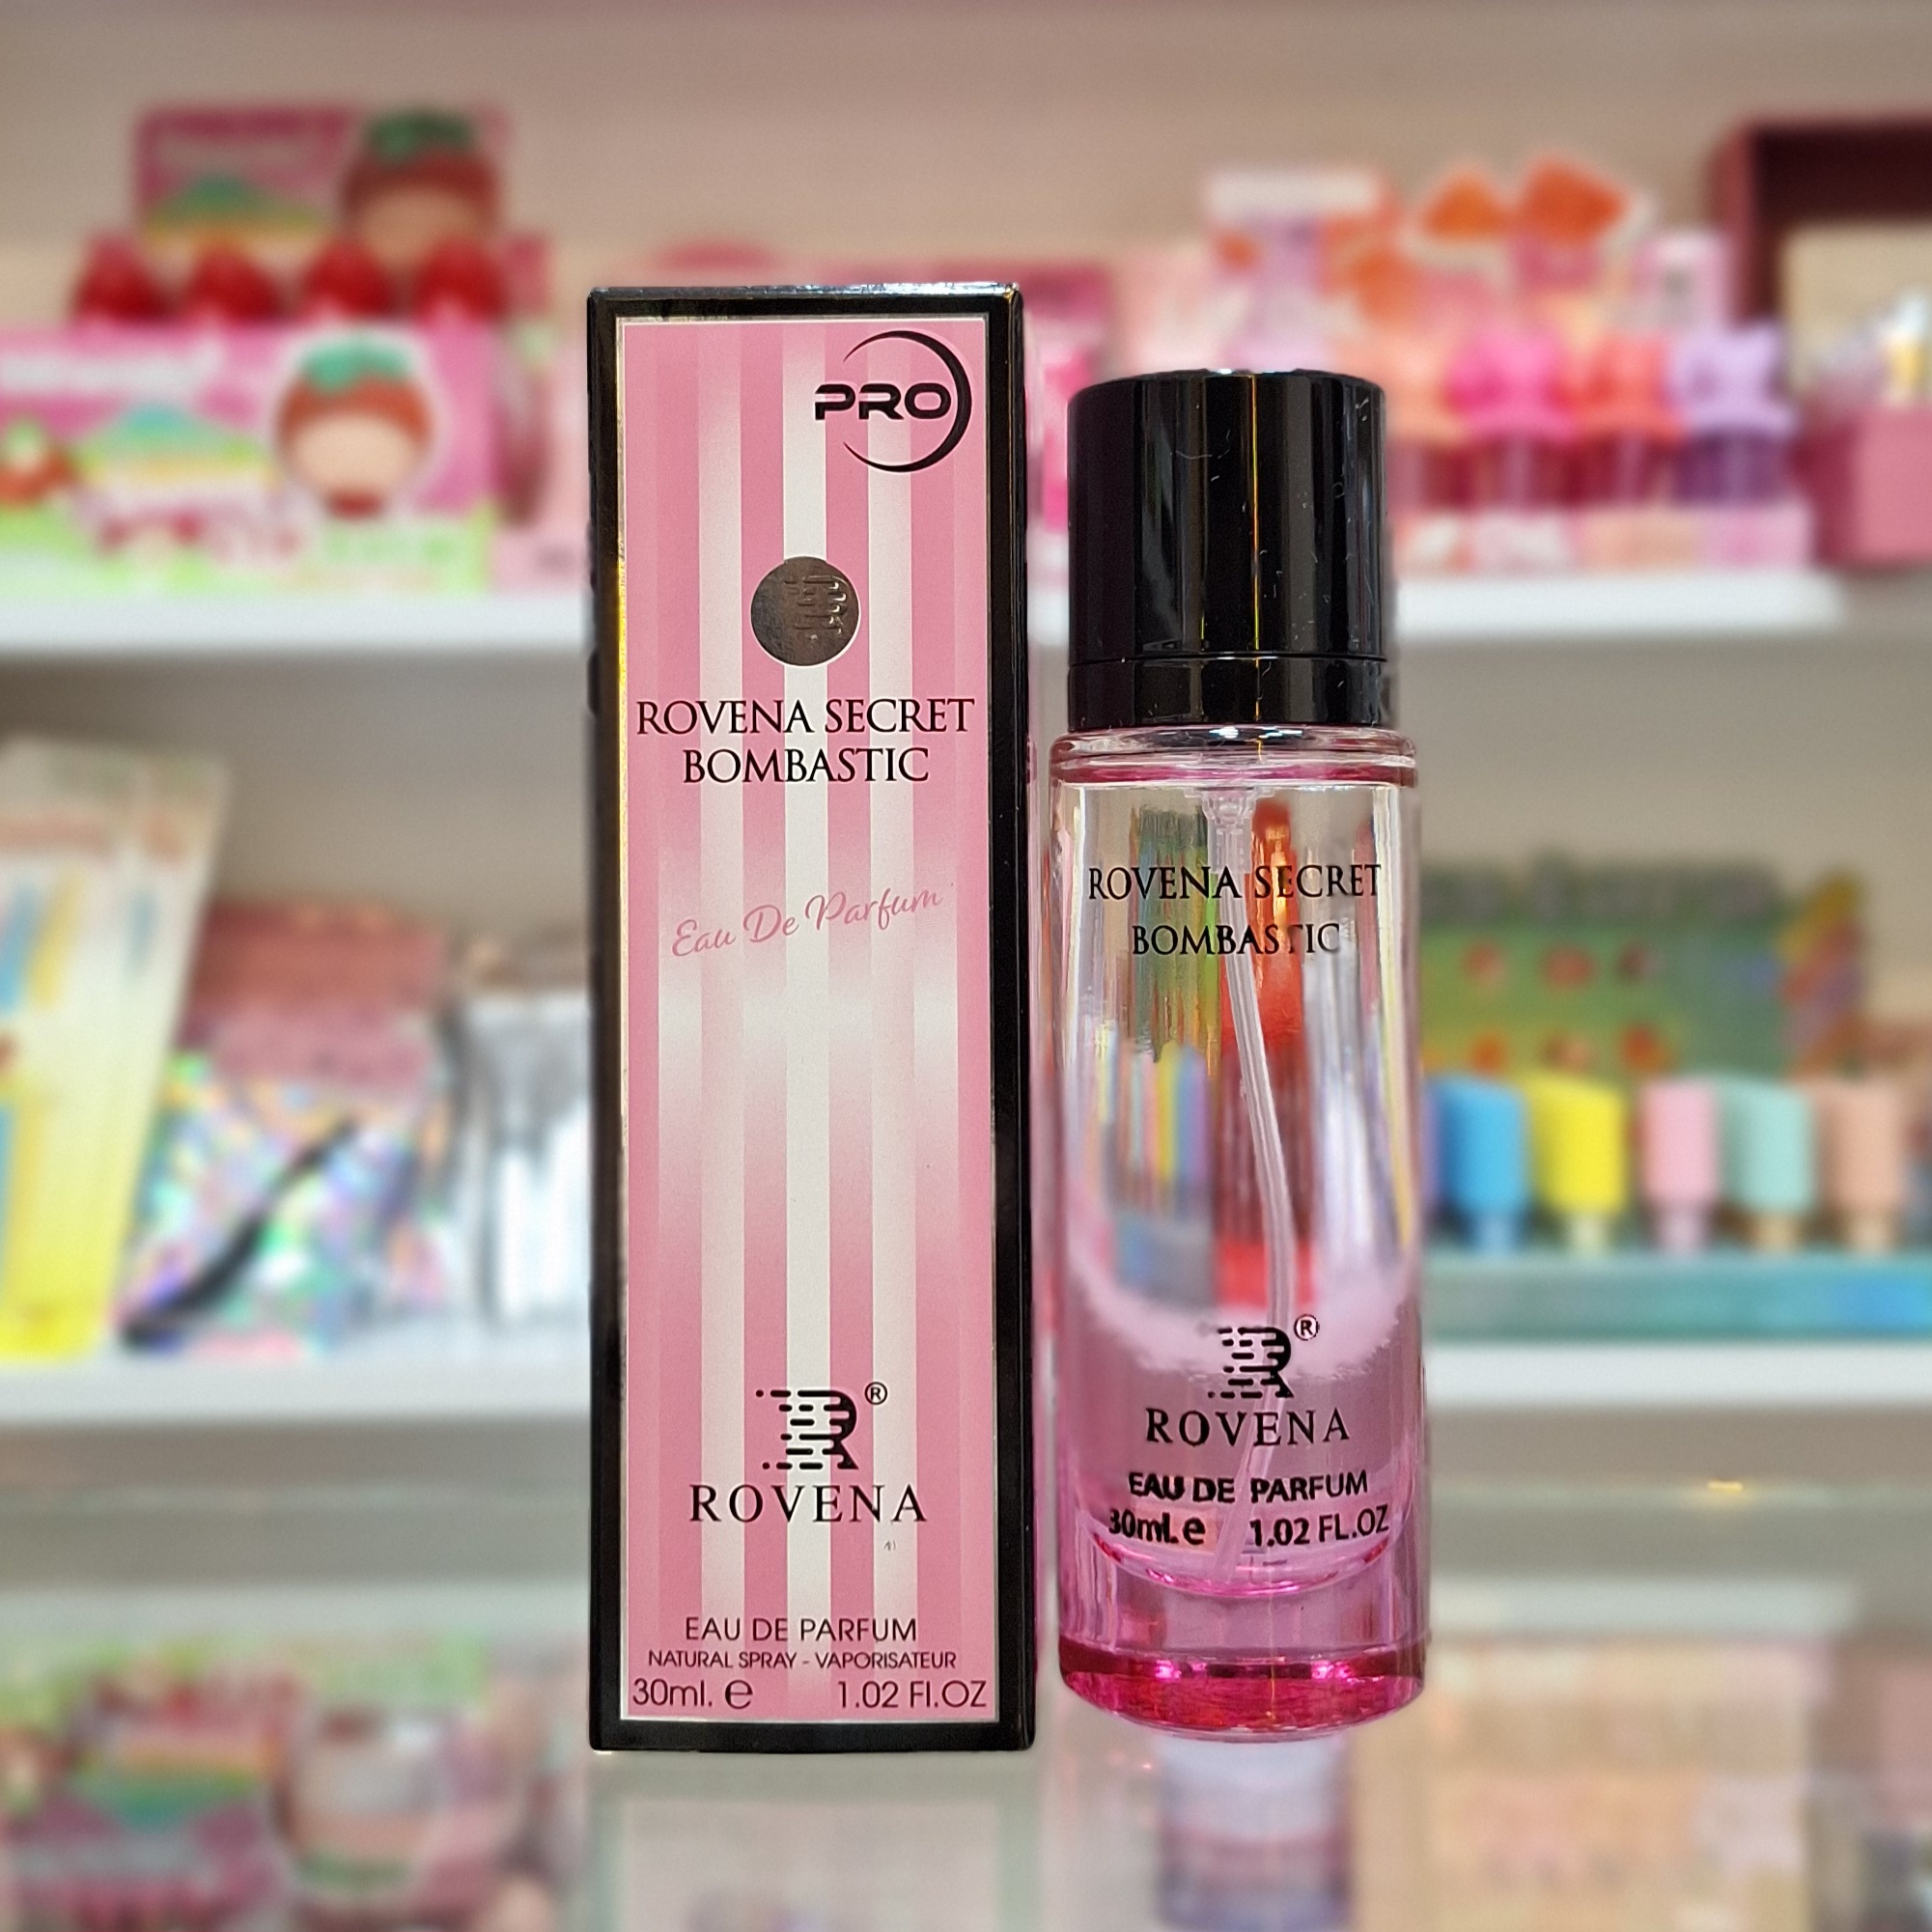 PRO
ROVENA SECRET
BOMBASTIC
Eau De Parfum
R®
ROVENA
EAU DE PARFUM
NATURAL SPRAY - VAPORISATEUR
30ml. e 1.02 Fl.OZ
ROVENA SECRET
BOMBASTIC
R®
ROVENA
EAU DE PARFUM
30ml. e 1.02 FL.OZ